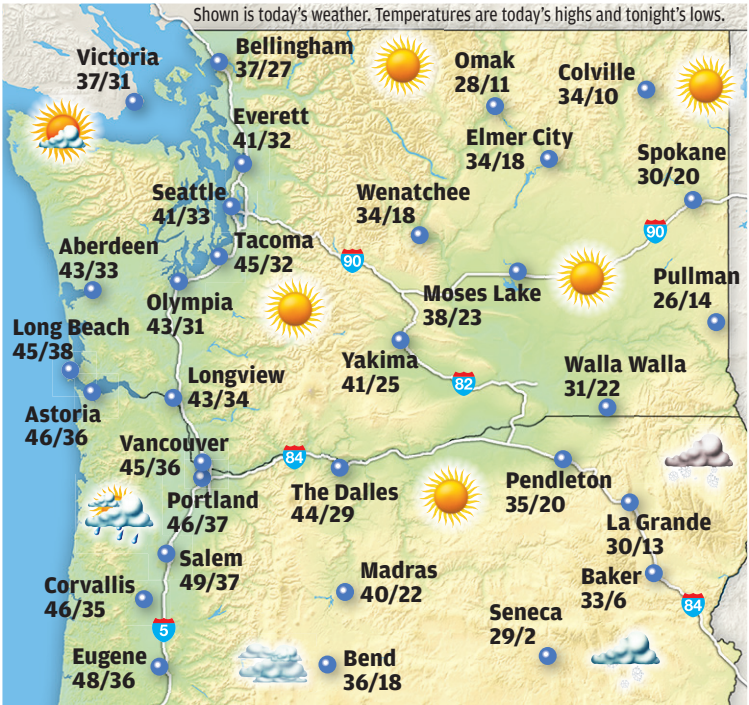 Shown is today's weather. Temperatures are today's highs and tonight's lows.
Victoria
37/31
Bellingham
37/27
Omak
28/11
Colville
34/10
Everett
41/32
Elmer City
34/18
Spokane
30/20
Seattle
41/33
Wenatchee
34/18
Aberdeen
43/33
Tacoma
45/32
90
90
Olympia
43/31
Moses Lake
38/23
Pullman
26/14
Long Beach
45/38
Yakima
41/25
82
Walla Walla
31/22
Longview
43/34
Astoria
46/36
Vancouver
45/36
84
Portland
46/37
The Dalles
44/29
Pendleton
35/20
La Grande
30/13
Salem
49/37
Corvallis
46/35
Madras
40/22
Baker
33/6
84
Seneca
29/2
5
Eugene
48/36
Bend
36/18